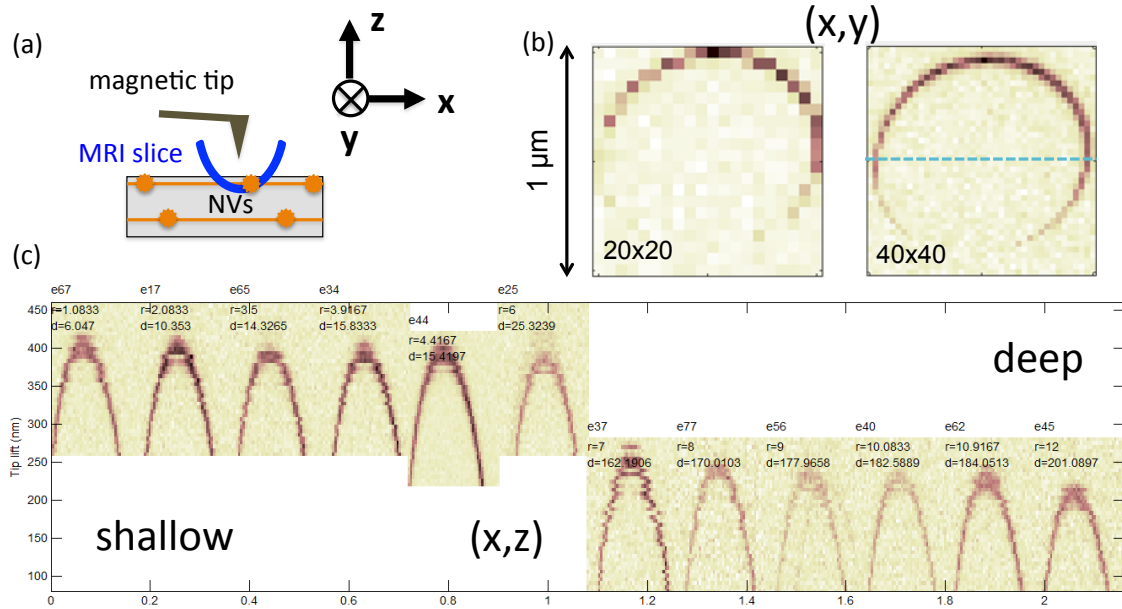 (a)
z
x
y
magnetic tip
MRI slice
NVs
(b)
(x,y)
1 μm
20x20
40x40
(c)
e67
r=1.0833
d=6.047
e17
r=2.0833
d=10.353
e65
r=3.5
d=14.3265
e34
r=3.9167
d=15.8333
e44
r=4.4167
d=15.4197
e25
r=6
d=25.3239
deep
e37
r=7
d=162.1906
e77
r=8
d=170.0103
e56
r=9
d=177.9658
e40
r=10.0833
d=182.5889
e62
r=10.9167
d=184.0513
e45
r=12
d=201.0897
shallow
(x,z)
Tip lift (nm)
450
400
350
300
250
200
150
100
0
0.2
0.4
0.6
0.8
1
1.2
1.4
1.6
1.8
2